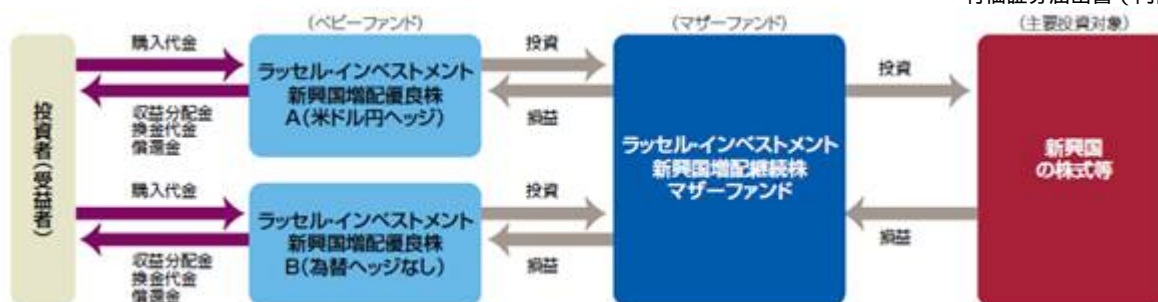 (ベビーファンド)
(マザーファンド)
(主要投資対象)
投資者(受益者)
購入代金
収益分配金
換金代金
償還金
ラッセル・インベストメント
新興国増配優良株
A(米ドル円ヘッジ)
投資
損益
購入代金
収益分配金
換金代金
償還金
ラッセル・インベストメント
新興国増配優良株
B(為替ヘッジなし)
投資
損益
ラッセル・インベストメント
新興国増配継続株
マザーファンド
投資
損益
新興国
の株式等